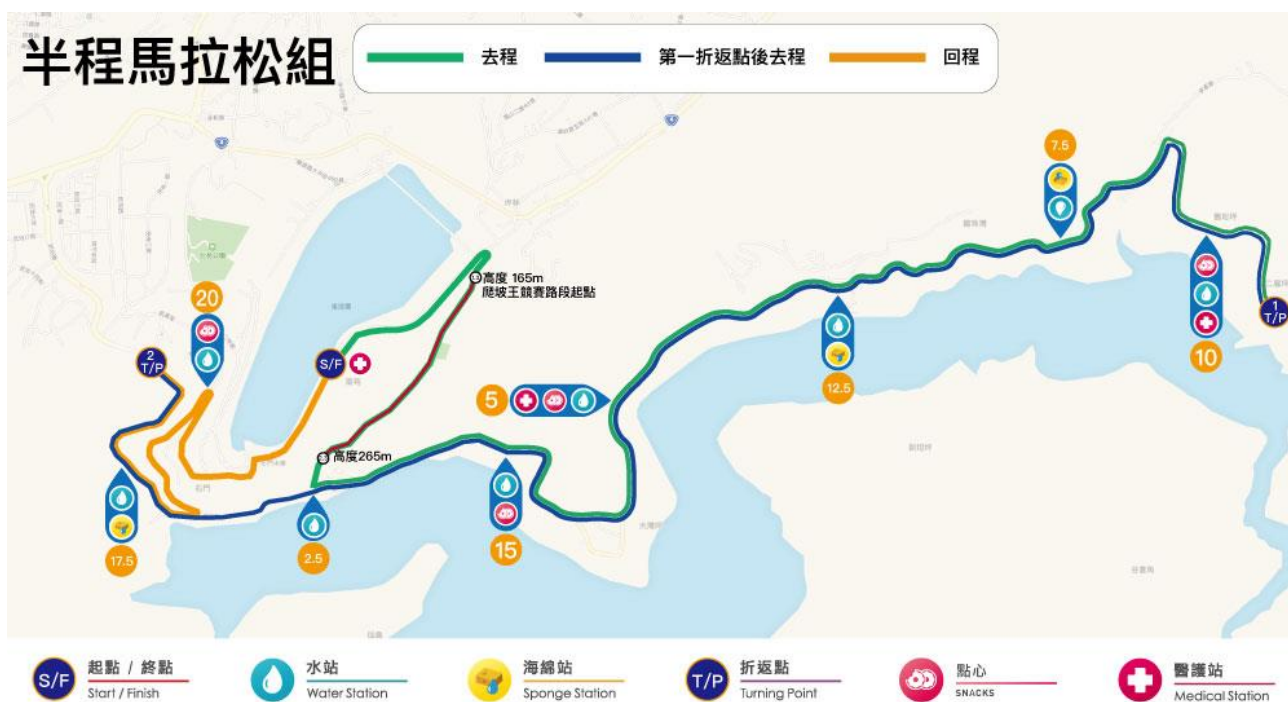 半程馬拉松組
去程
第一折返點後去程
回程
7.5
20
高度 165m
爬坡王競賽路段起點
2
T/P
S/F
1
T/P
5
12.5
10
高度265m
石門
17.5
2.5
15
S/F
起點 / 終點
Start / Finish
水站
Water Station
海綿站
Sponge Station
T/P
折返點
Turning Point
點心
SNACKS
醫護站
Medical Station